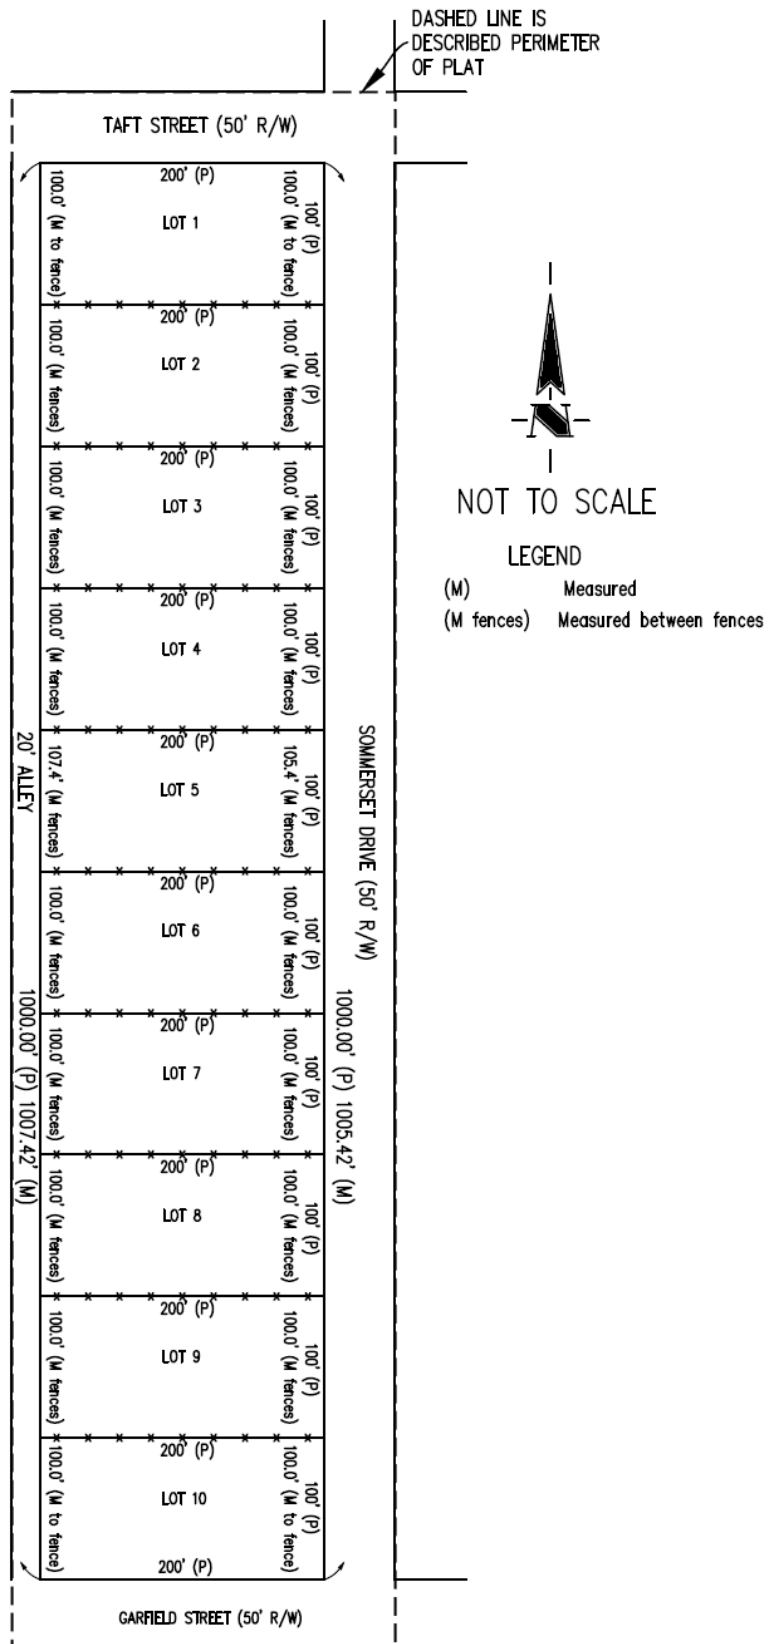 DASHED LINE IS
DESCRIBED PERIMETER
OF PLAT
TAFT STREET (50' R/W)
200' (P)
LOT 1
100.0' (M to fence)
100.0' (M to fence)
100' (P)
200' (P)
LOT 2
100.0' (M fences)
100.0' (M fences)
100' (P)
200' (P)
LOT 3
100.0' (M fences)
100.0' (M fences)
100' (P)
200' (P)
LOT 4
100.0' (M fences)
100.0' (M fences)
100' (P)
200' (P)
LOT 5
107.4' (M fences)
105.4' (M fences)
100' (P)
200' (P)
LOT 6
100.0' (M fences)
100.0' (M fences)
100' (P)
200' (P)
LOT 7
100.0' (M fences)
100.0' (M fences)
100' (P)
200' (P)
LOT 8
100.0' (M fences)
100.0' (M fences)
100' (P)
200' (P)
LOT 9
100.0' (M fences)
100.0' (M fences)
100' (P)
200' (P)
LOT 10
100.0' (M to fence)
100.0' (M to fence)
100' (P)
200' (P)
GARFIELD STREET (50' R/W)
20' ALLEY
1000.00' (P) 1007.42' (M)
SOMMERSET DRIVE (50' R/W)
1000.00' (P) 1005.42' (M)
N
NOT TO SCALE
LEGEND
(M) Measured
(M fences) Measured between fences